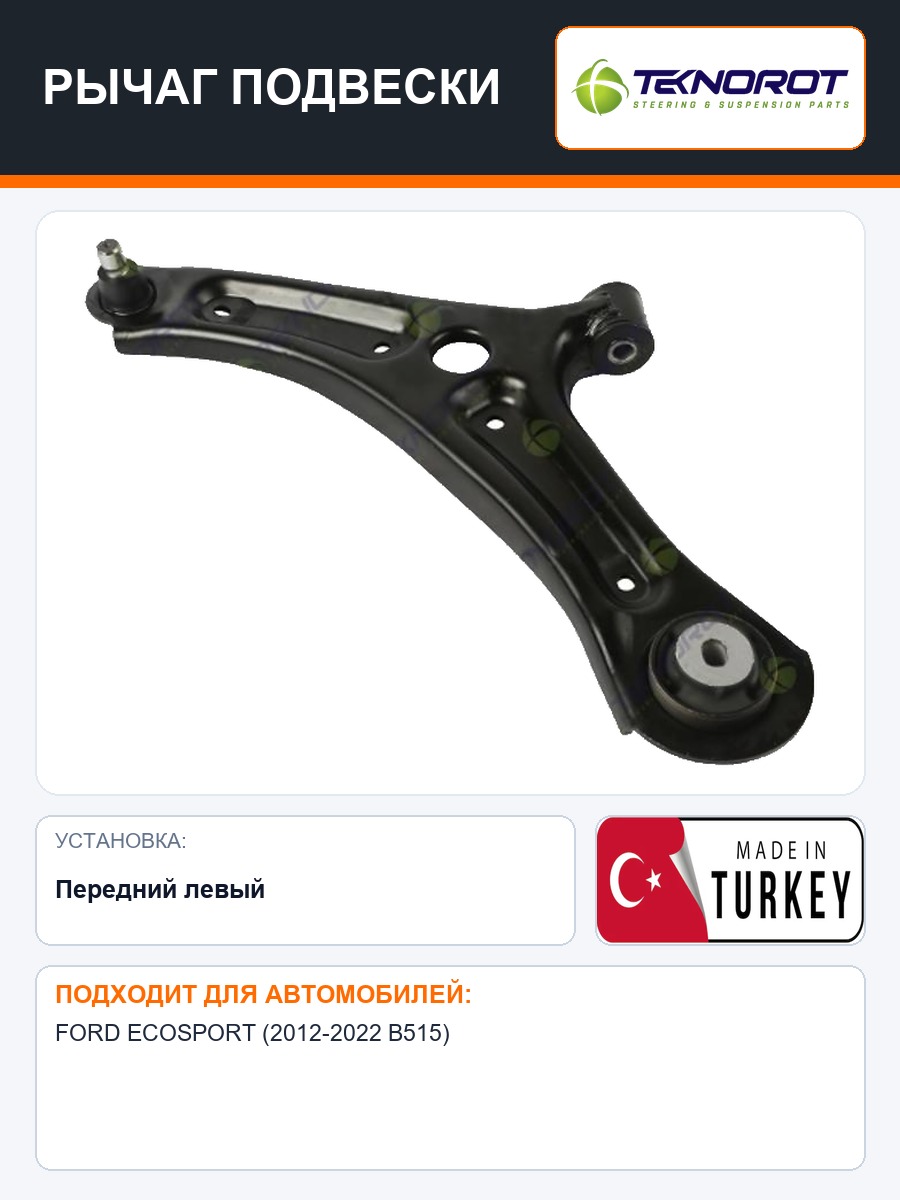 РЫЧАГ ПОДВЕСКИ
TEKNOROT
STEERING & SUSPENSION PARTS
УСТАНОВКА:
Передний левый
MADE IN
TURKEY
ПОДХОДИТ ДЛЯ АВТОМОБИЛЕЙ:
FORD ECOSPORT (2012-2022 B515)